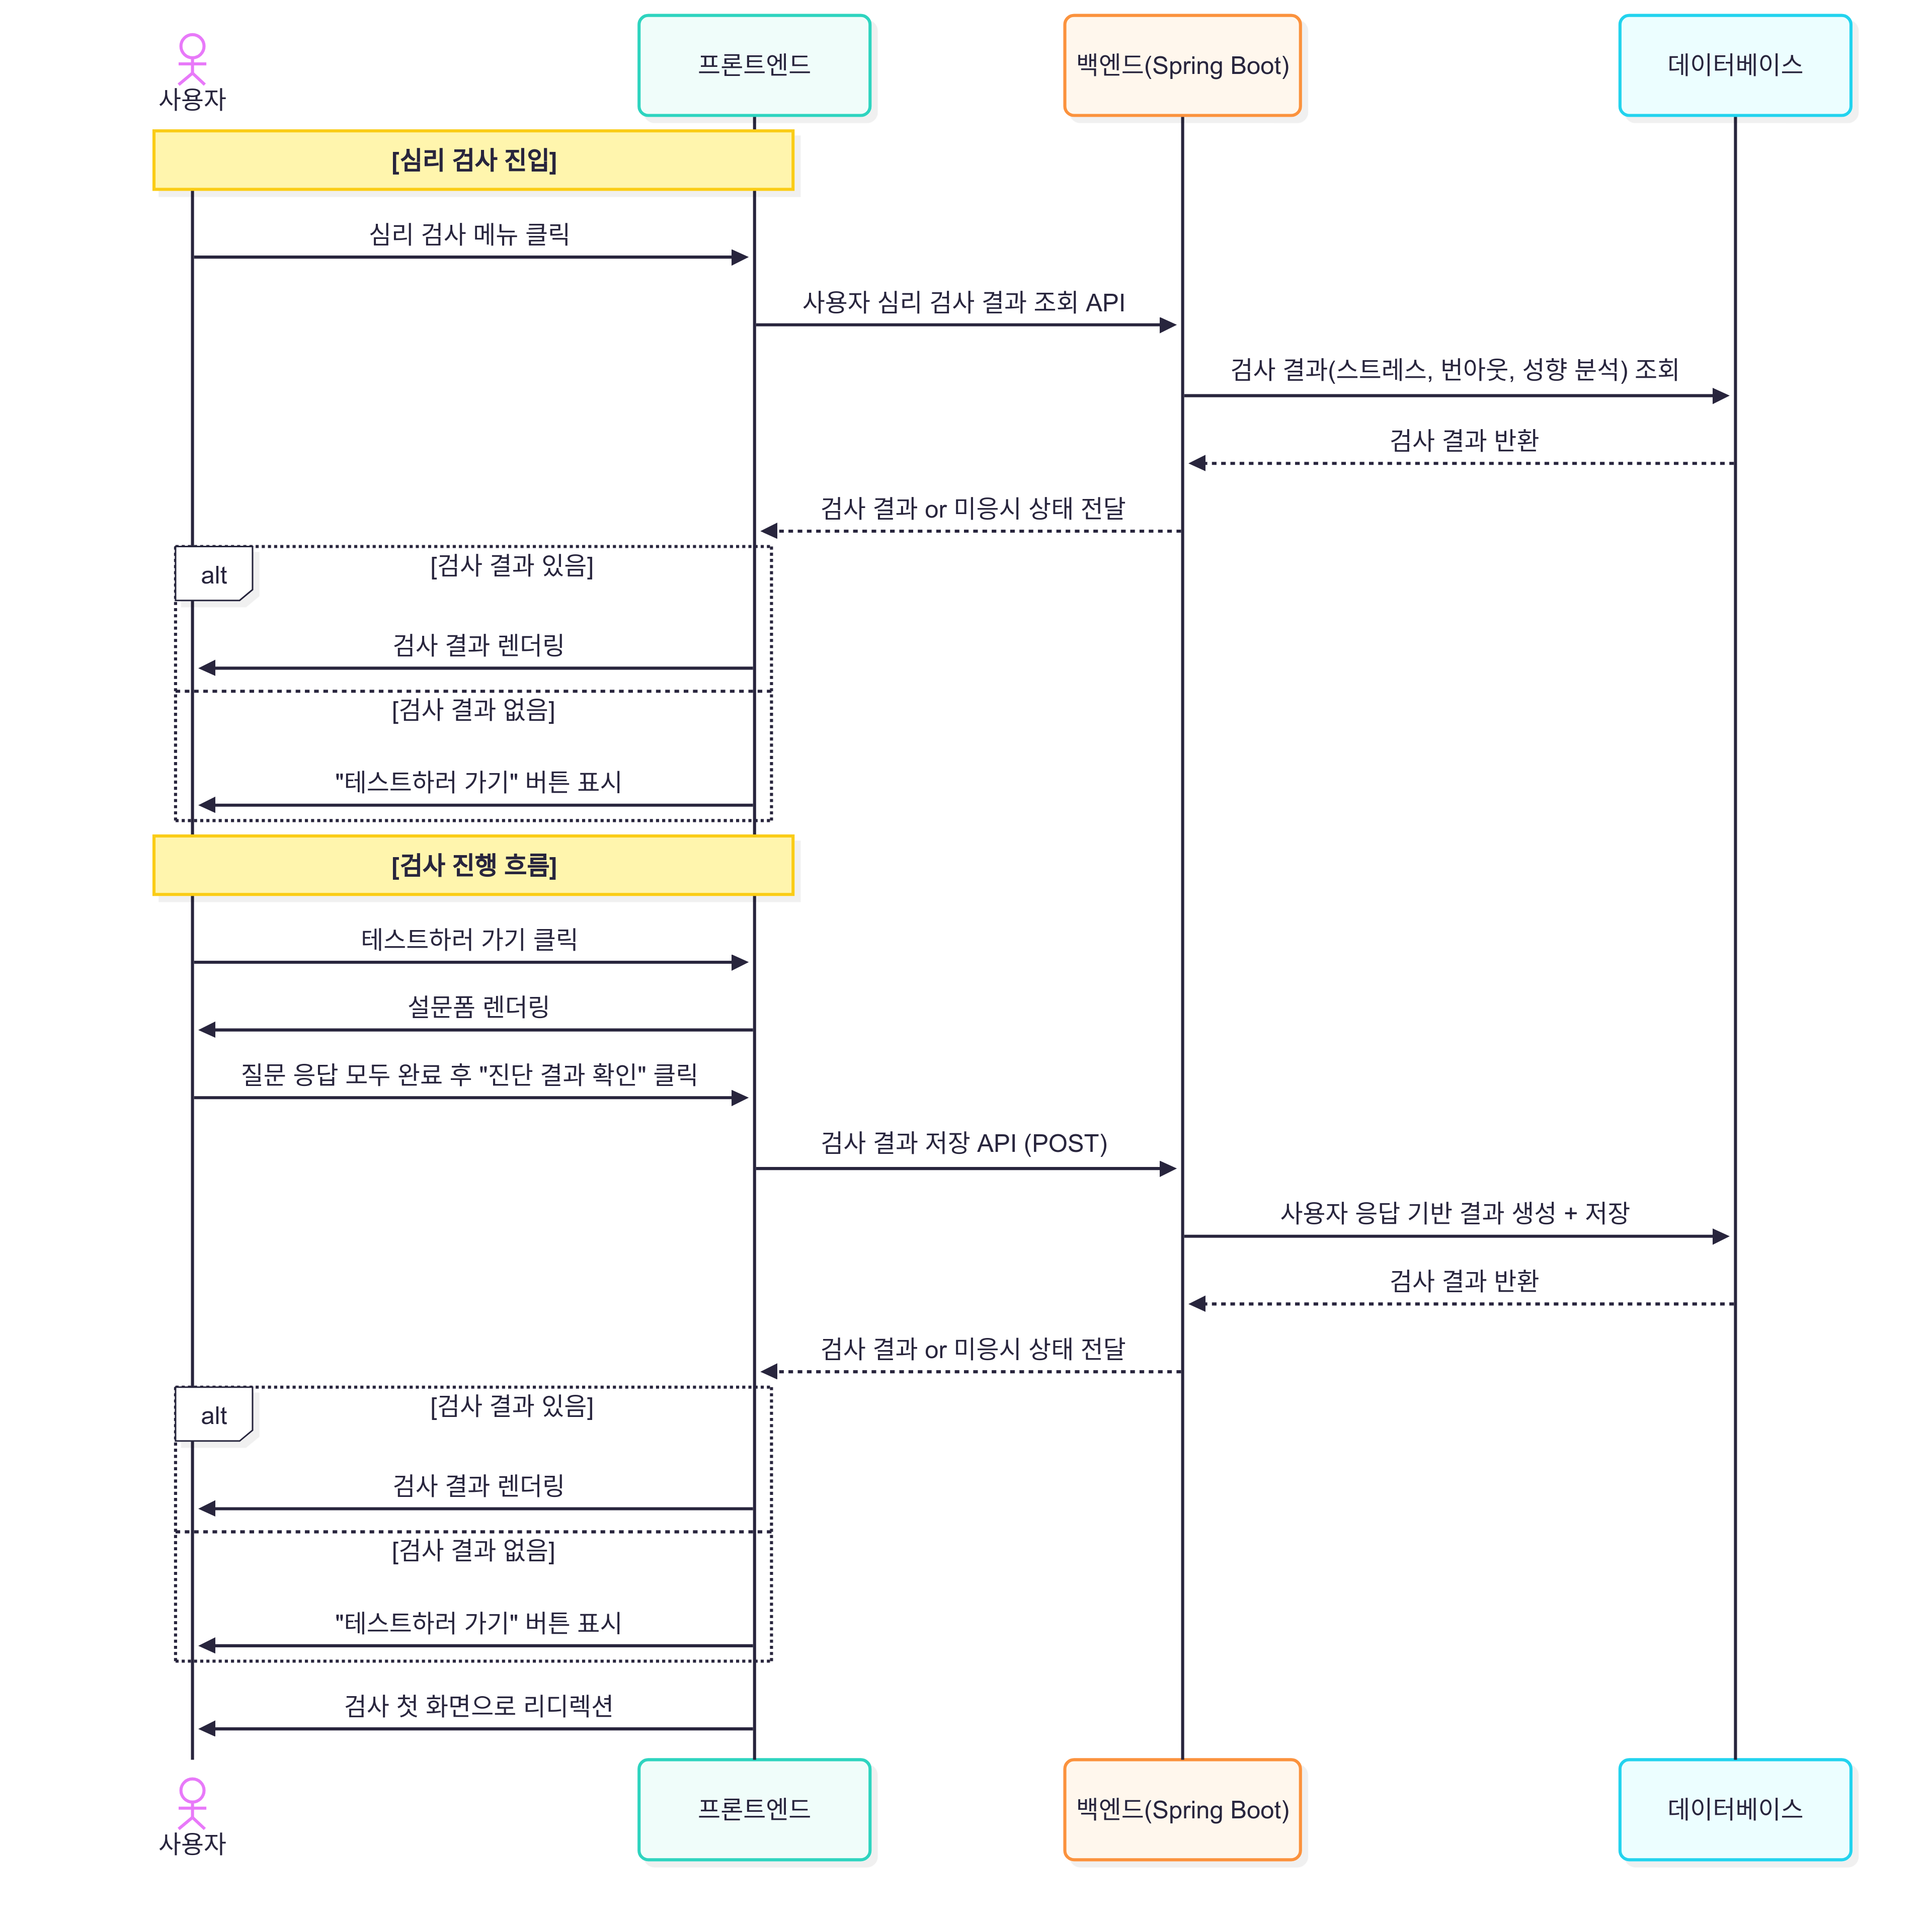 사용자
프론트엔드
백엔드(Spring Boot)
데이터베이스
[심리 검사 진입]
심리 검사 메뉴 클릭
사용자 심리 검사 결과 조회 API
검사 결과(스트레스, 번아웃, 성향 분석) 조회
검사 결과 반환
검사 결과 or 미응시 상태 전달
alt
[검사 결과 있음]
검사 결과 렌더링
[검사 결과 없음]
"테스트하러 가기" 버튼 표시
[검사 진행 흐름]
테스트하러 가기 클릭
설문폼 렌더링
질문 응답 모두 완료 후 "진단 결과 확인" 클릭
검사 결과 저장 API (POST)
사용자 응답 기반 결과 생성 + 저장
검사 결과 반환
검사 결과 or 미응시 상태 전달
alt
[검사 결과 있음]
검사 결과 렌더링
[검사 결과 없음]
"테스트하러 가기" 버튼 표시
검사 첫 화면으로 리디렉션
사용자
프론트엔드
백엔드(Spring Boot)
데이터베이스